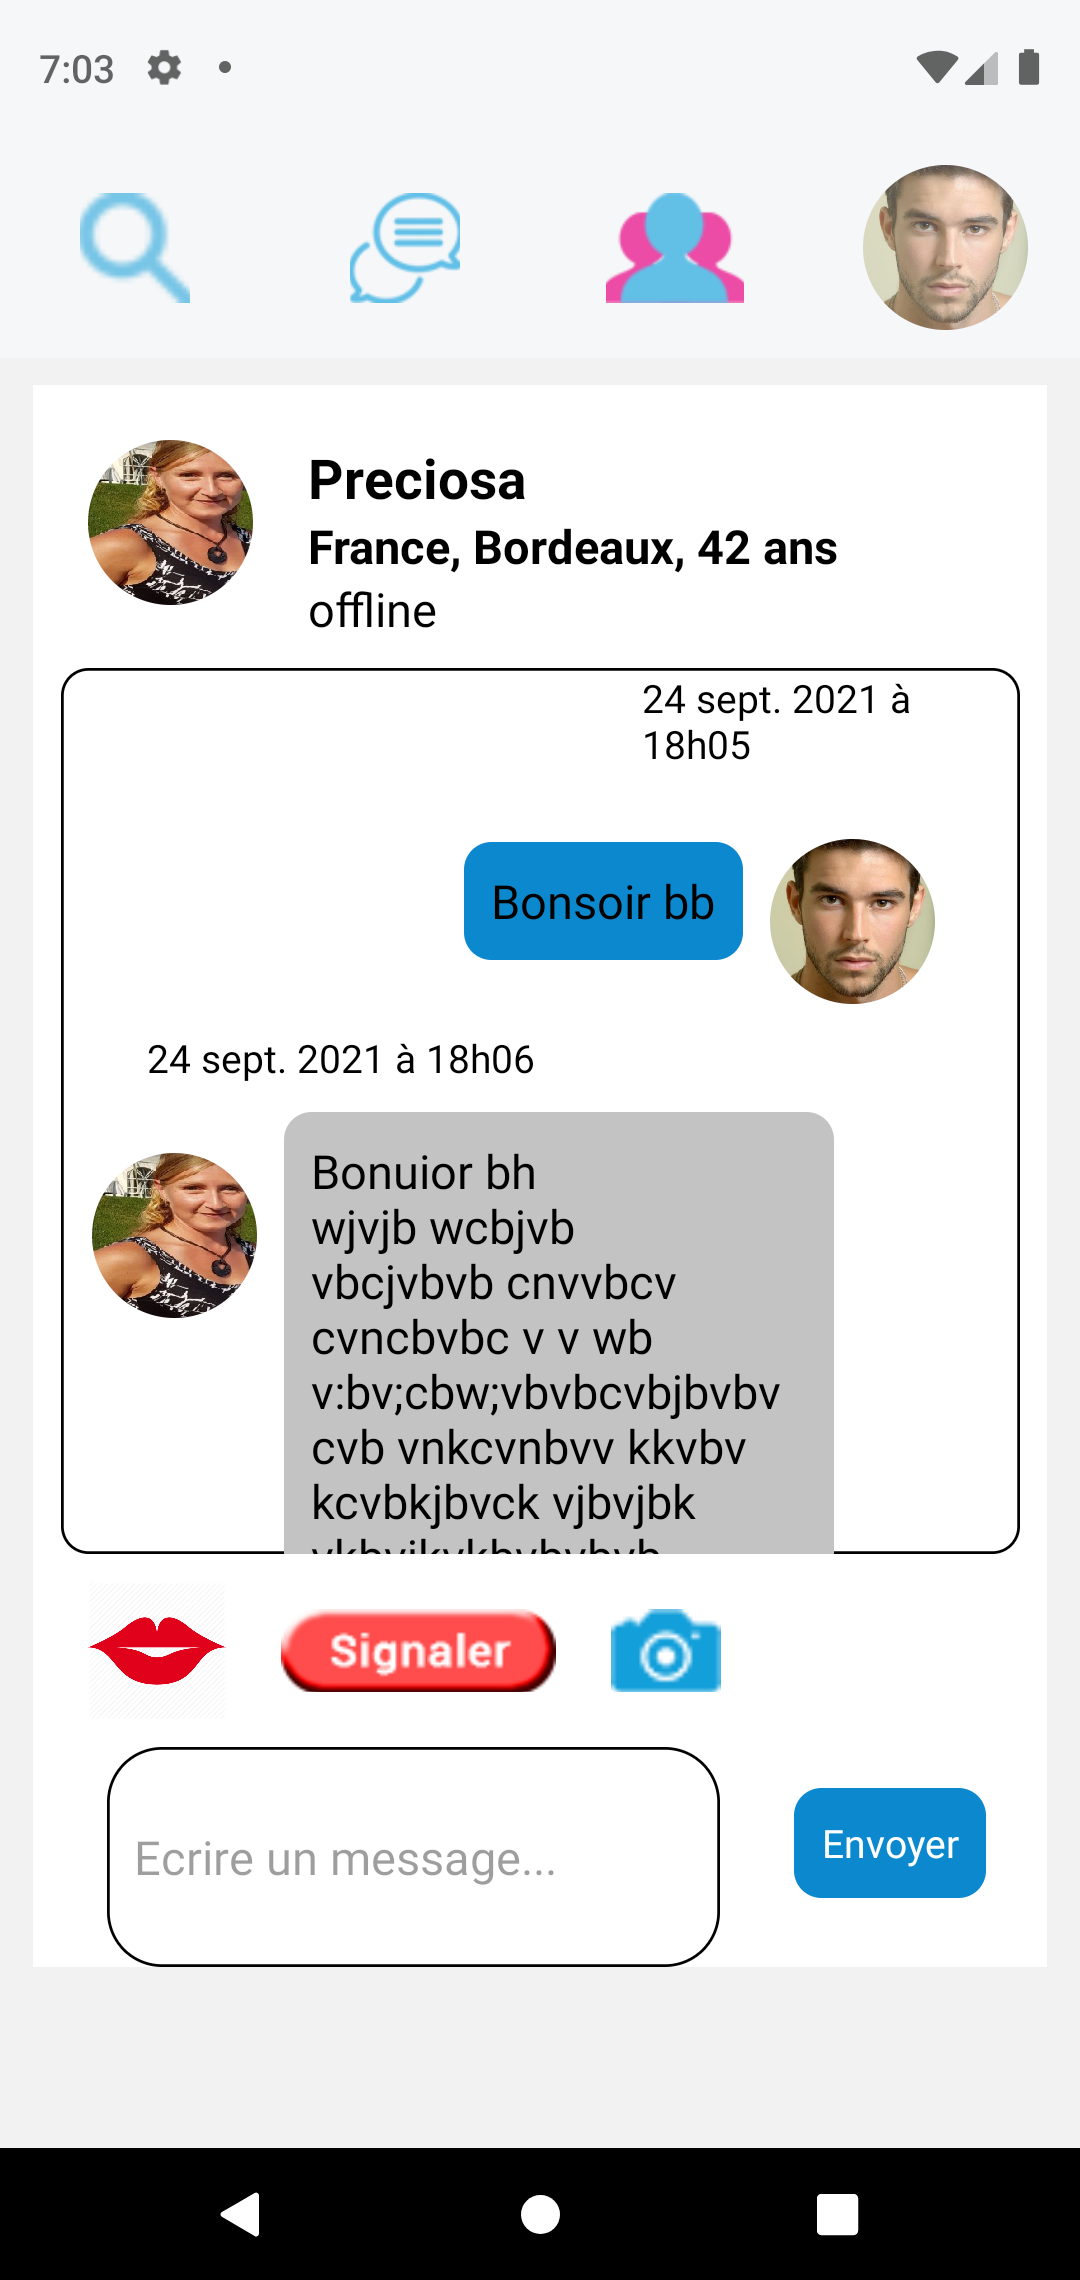 7:03
Preciosa
France, Bordeaux, 42 ans
offline
24 sept. 2021 à
18h05
Bonsoir bb
24 sept. 2021 à 18h06
Bonuior bh
wjvjb wcbjvb
vbcjvbvb cnvvbcv
cvncbvbc v v wb
v:bv;cbw;vbvbcvbjbvbv
cvb vnkcvnbvv kkvbv
kcvbkjbvck vjbvjbk
Signaler
Ecrire un message...
Envoyer